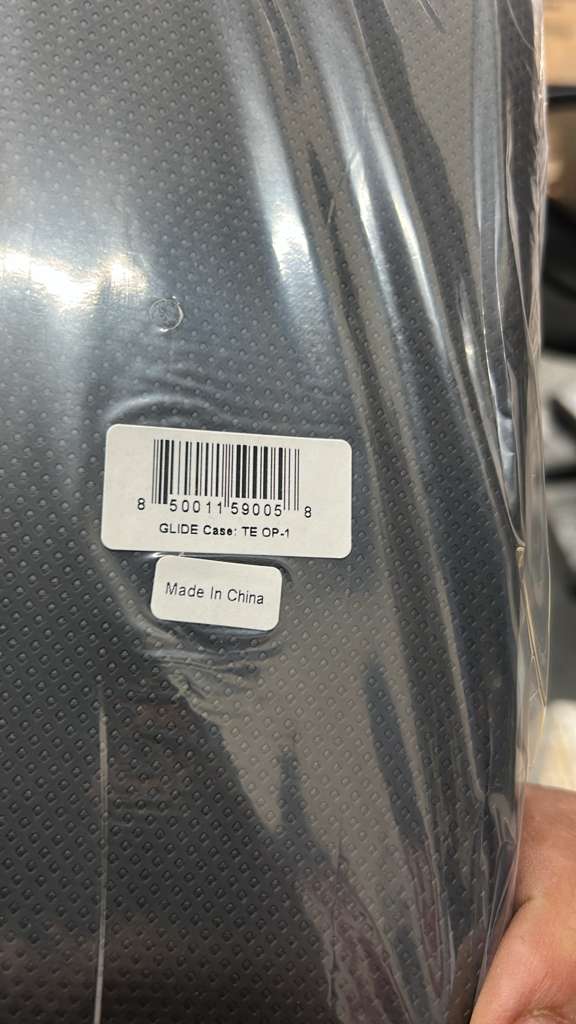 8 50011 59005 8
GLIDE Case: TE OP-1
Made In China